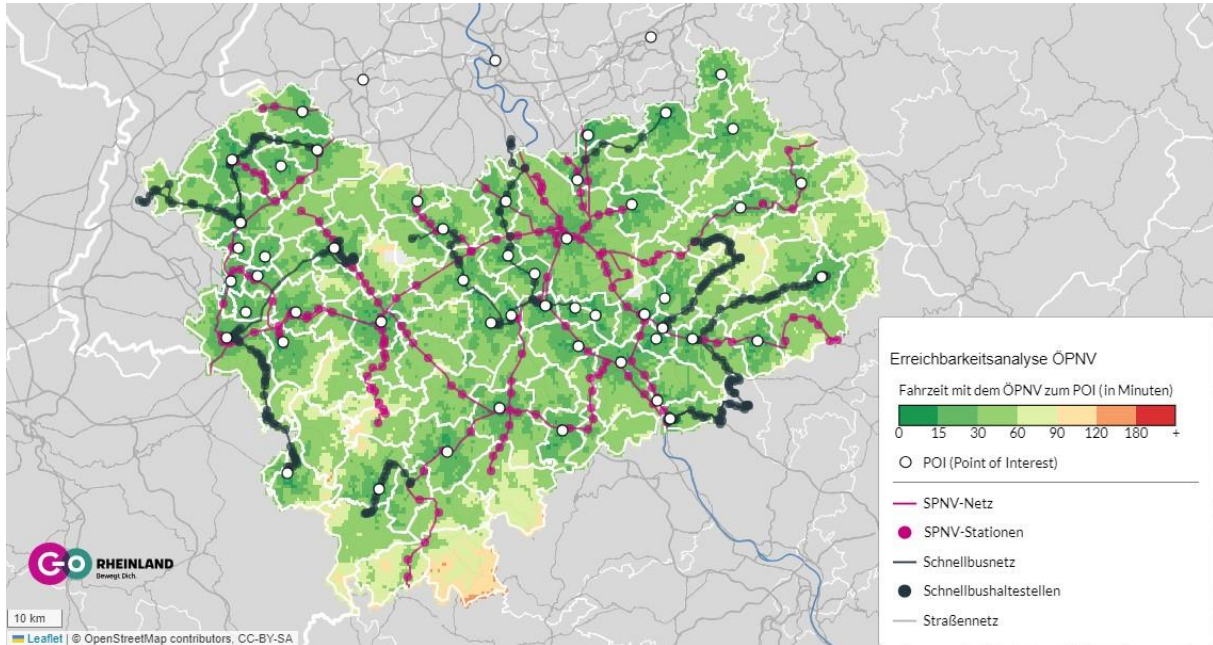 Erreichbarkeitsanalyse ÖPNV
Fahrzeit mit dem ÖPNV zum POI (in Minuten)
0 15 30 60 90 120 180 +
POI (Point of Interest)
SPNV-Netz
SPNV-Stationen
Schnellbusnetz
Schnellbushaltestellen
Straßennetz
GO RHEINLAND
Bewegt Dich.
10 km
Leaflet | © OpenStreetMap contributors, CC-BY-SA